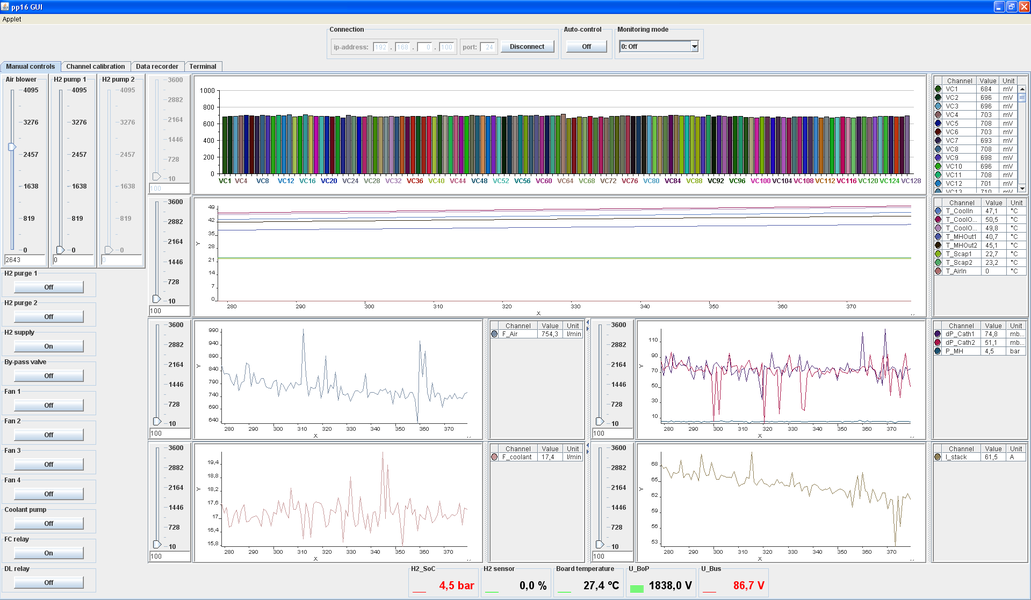 pp16 GUI
Applet
Connection
ip-address:
port: 24
Disconnect
Auto-control
Off
Monitoring mode
0: Off
Manual controls
Channel calibration
Data recorder
Terminal
Air blower
H2 pump 1
H2 pump 2
4095 4095 4095
3276 3276 3276
2457 2457 2457
1638 1638 1638
819 819 819
0 0 0
2643 0
H2 purge 1
Off
H2 purge 2
Off
H2 supply
On
By-pass valve
Off
Fan 1
Off
Fan 2
Off
Fan 3
Off
Fan 4
Off
Coolant pump
Off
FC relay
On
DL relay
Off
3600
2882
2164
1446
728
10
100
1000
800
600
400
200
0
VC1 VC4 VC8 VC12 VC16 VC20 VC24 VC28 VC32 VC36 VC40 VC44 VC48 VC52 VC56 VC60 VC64 VC68 VC72 VC76 VC80 VC84 VC88 VC92 VC96 VC100 VC104 VC108 VC112 VC116 VC120 VC124 VC128
Channel Value Unit
VC1 684 mV
VC2 696 mV
VC3 696 mV
VC4 703 mV
VC5 708 mV
VC6 703 mV
VC7 693 mV
VC8 708 mV
VC9 698 mV
VC10 696 mV
VC11 708 mV
VC12 701 mV
VC13 710 mV
3600
2882
2164
1446
728
10
100
Y
49
42
35
28
21
14
7
0
280 290 300 310 320 330 340 350 360 370
X
Channel Value Unit
T_CoolIn 47,1 °C
T_CoolO... 50,5 °C
T_CoolO... 49,8 °C
T_MHOut1 40,7 °C
T_MHOut2 45,1 °C
T_Scap1 22,7 °C
T_Scap2 23,2 °C
T_AirIn 0 °C
3600
2882
2164
1446
728
10
100
Y
990
940
890
840
790
740
690
640
280 290 300 310 320 330 340 350 360 370
X
Channel Value Unit
F_Air 754,3 l/min
3600
2882
2164
1446
728
10
100
Y
110
90
70
50
30
10
280 290 300 310 320 330 340 350 360 370
X
Channel Value Unit
dP_Cath1 74,8 mb...
dP_Cath2 51,1 mb...
P_MH 4,5 bar
3600
2882
2164
1446
728
10
100
Y
19,4
18,8
18,2
17,6
17,0
15,4
280 290 300 310 320 330 340 350 360 370
X
Channel Value Unit
F_coolant 17,4 l/min
3600
2882
2164
1446
728
10
100
Y
68
66
62
59
56
53
280 290 300 310 320 330 340 350 360 370
X
Channel Value Unit
I_stack 61,5 A
H2_SoC
4,5 bar
H2 sensor
0,0 %
Board temperature
27,4 °C
U_BoP
1838,0 V
U_Bus
86,7 V